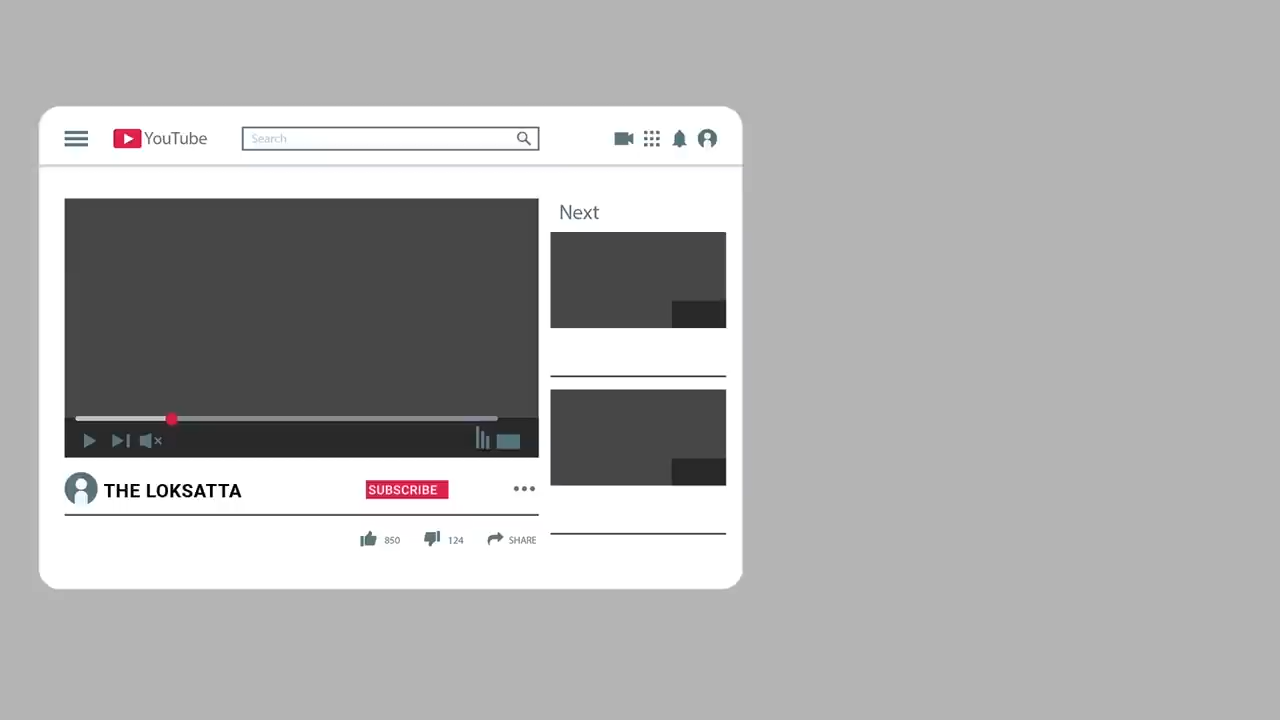 YouTube
Search
Next
THE LOKSATTA
SUBSCRIBE
850
124
SHARE